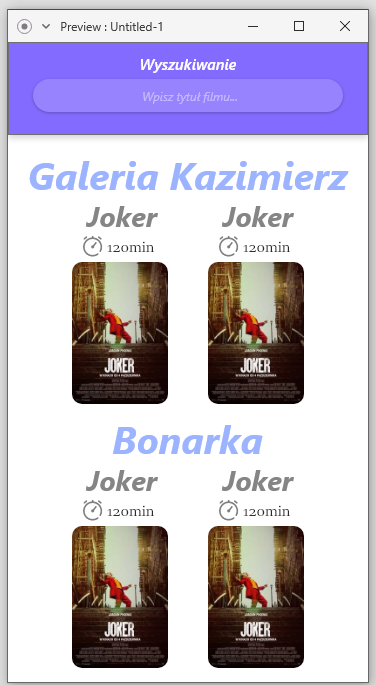 Preview : Untitled-1
Wyszukiwanie
Wpisz tytuł filmu...
Galeria Kazimierz
Joker Joker
120min 120min
JOKER JOKER
Bonarka
Joker Joker
120min 120min
JOKER JOKER